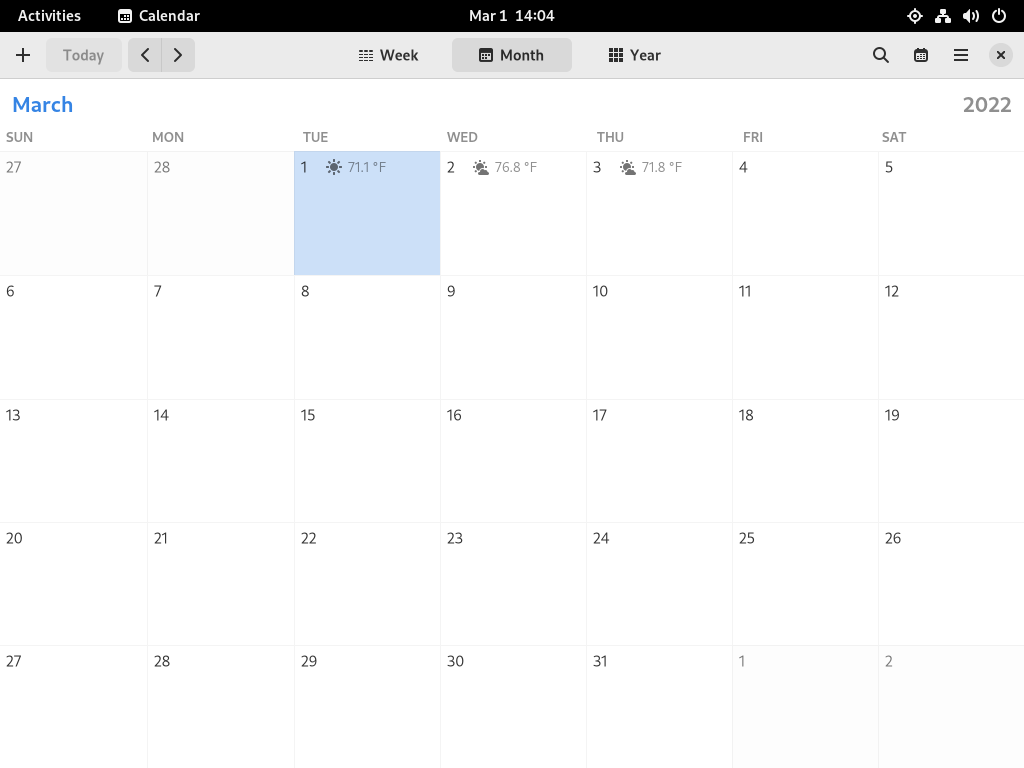 Activities Calendar Mar 1 14:04
Today Week Month Year
March 2022
SUN MON TUE WED THU FRI SAT
27 28 1 71.1 °F 2 76.8 °F 3 71.8 °F 4 5
6 7 8 9 10 11 12
13 14 15 16 17 18 19
20 21 22 23 24 25 26
27 28 29 30 31 1 2